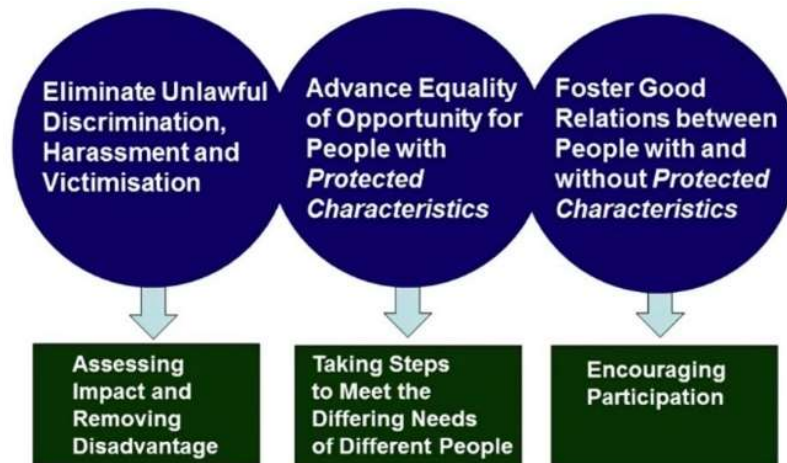 Eliminate Unlawful
Discrimination,
Harassment and
Victimisation
Advance Equality
of Opportunity for
People with
Protected
Characteristics
Foster Good
Relations between
People with and
without Protected
Characteristics
Assessing
Impact and
Removing
Disadvantage
Taking Steps
to Meet the
Differing Needs
of Different People
Encouraging
Participation